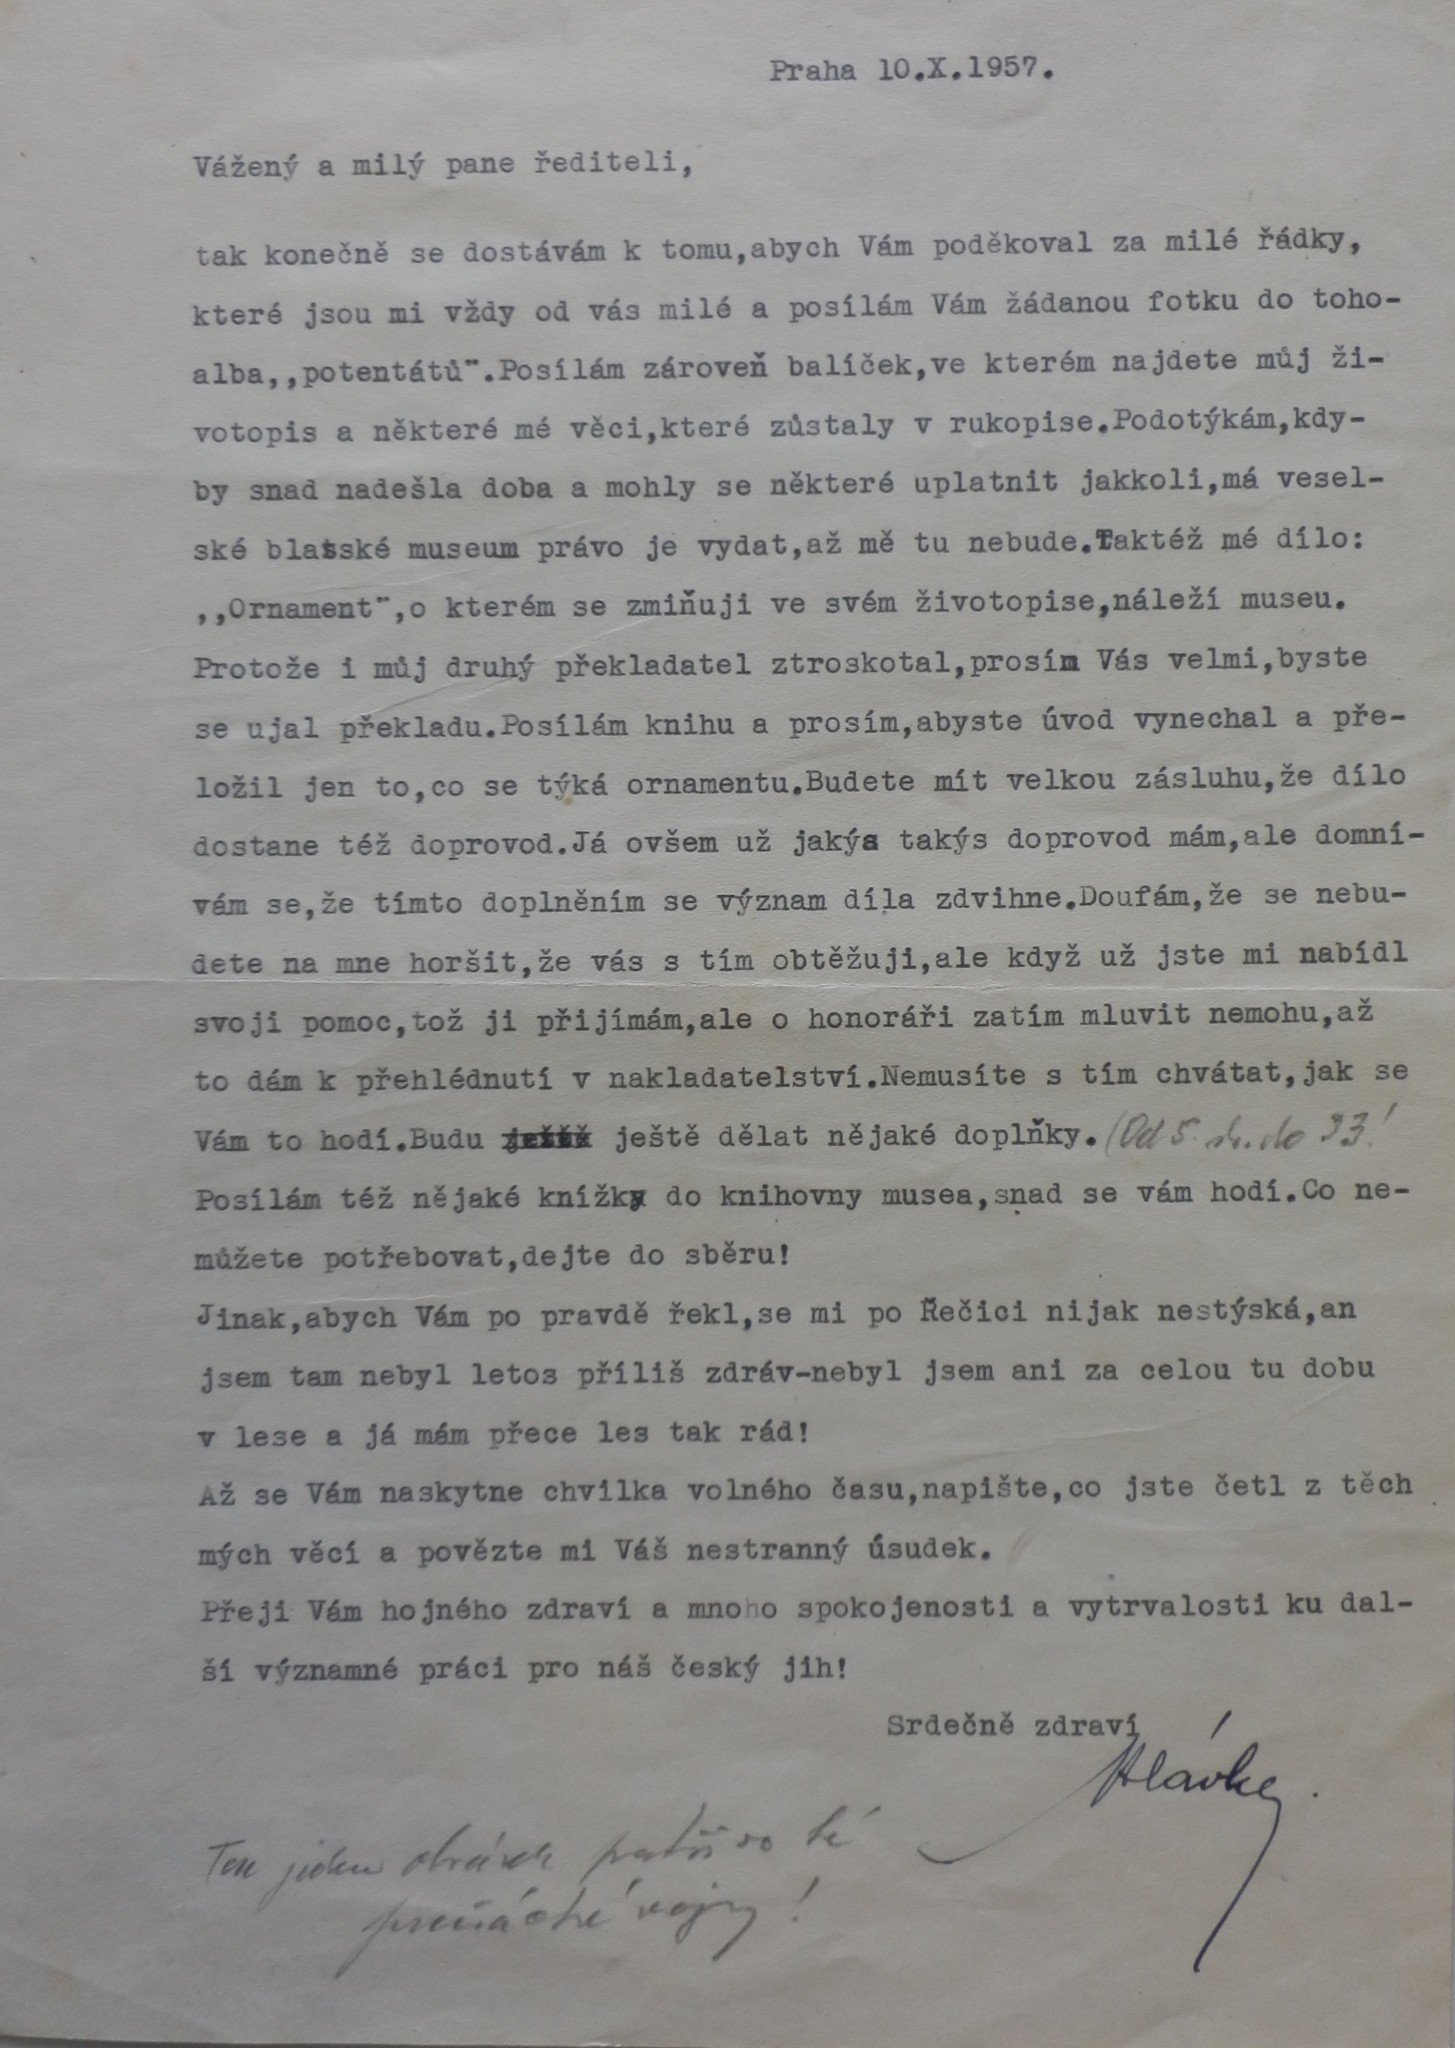 Praha 10.X.1957.
Vážený a milý pane řediteli,
tak konečně se dostávám k tomu,abych Vám poděkoval za milé řádky,
které jsou mi vždy od vás milé a posílám Vám žádanou fotku do toho-
alba,,potentátů".Posílám zároveň balíček,ve kterém najdete můj ži-
votopis a některé mé věci,které zůstaly v rukopise.Podotýkám,kdy-
by snad nadešla doba a mohly se některé uplatnit jakkoli,má vesel-
ské blatské museum právo je vydat,až mě tu nebude.Taktéž mé dílo:
,,Ornament",o kterém se zmiňuji ve svém životopise,náleží museu.
Protože i můj druhý překladatel ztroskotal,prosím Vás velmi,byste
se ujal překladu.Posílám knihu a prosím,abyste úvod vynechal a pře-
ložil jen to,co se týká ornamentu.Budete mít velkou zásluhu,že dílo
dostane též doprovod.Já ovšem už jakýs takýs doprovod mám,ale domní-
vám se,že tímto doplněním se význam díla zdvihne.Doufám,že se nebu-
dete na mne horšit,že vás s tím obtěžuji,ale když už jste mi nabídl
svoji pomoc,tož ji přijímám,ale o honoráři zatím mluvit nemohu,až
to dám k přehlédnutí v nakladatelství.Nemusíte s tím chvátat,jak se
Vám to hodí.Budu ještě dělat nějaké doplňky. (Od 5. do
Posílám též nějaké knížky do knihovny musea,snad se vám hodí.Co ne-
můžete potřebovat,dejte do sběru!
Jinak,abych Vám po pravdě řekl,se mi po Řečici nijak nestýská,an
jsem tam nebyl letos příliš zdráv-nebyl jsem ani za celou tu dobu
v lese a já mám přece les tak rád!
Až se Vám naskytne chvilka volného času,napište,co jste četl z těch
mých věcí a povězte mi Váš nestranný úsudek.
Přeji Vám hojného zdraví a mnoho spokojenosti a vytrvalosti ku dal-
ší významné práci pro náš český jih!
Srdečně zdraví
Hlávka.
Ten jeden obrázek patří do té
vojny!